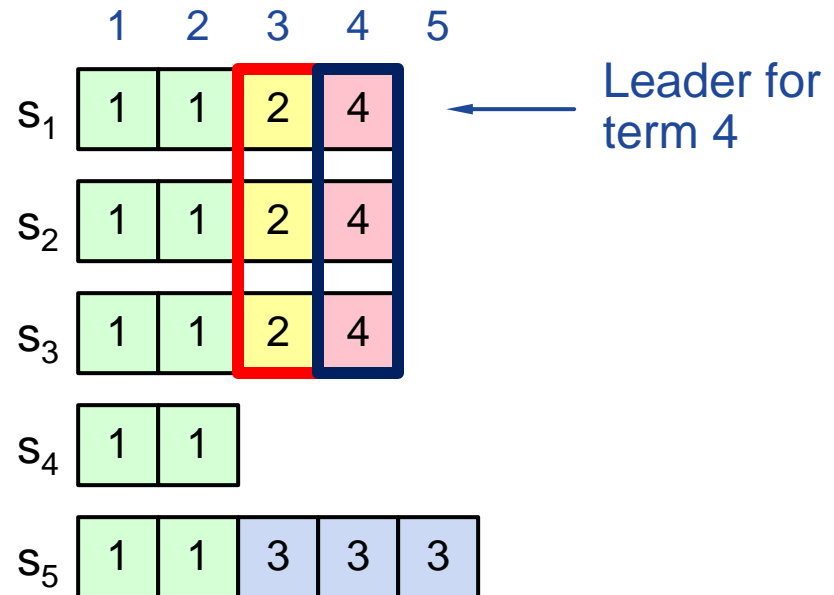 1 2 3 4 5
s1 1 1 2 4
Leader for
term 4
s2 1 1 2 4
s3 1 1 2 4
s4 1 1
s5 1 1 3 3 3